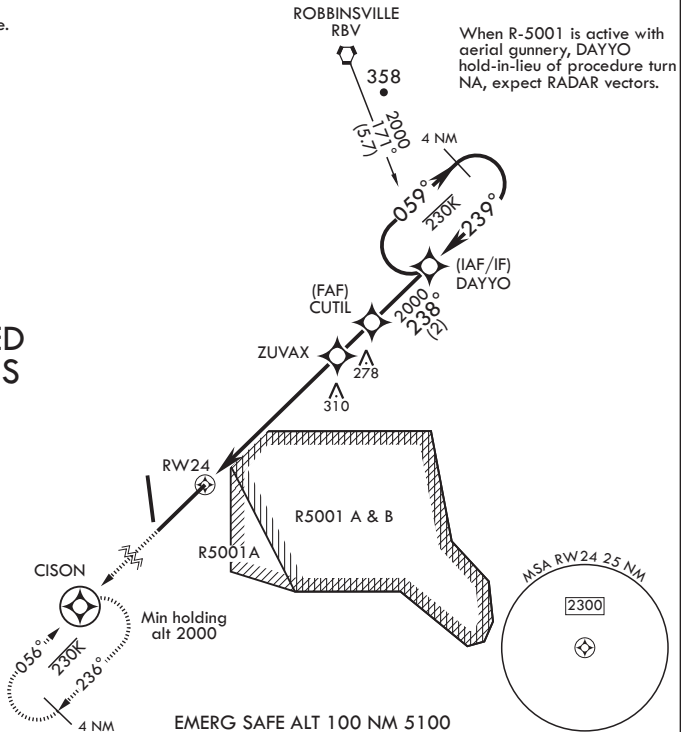 e.
ROBBINSVILLE
RBV
When R-5001 is active with
aerial gunnery, DAYYO
hold-in-lieu of procedure turn
NA, expect RADAR vectors.
358
2000
171°
(5.7)
4 NM
059°
230K
239°
(IAF/IF)
DAYYO
(FAF)
CUTIL
2000
238°
(2)
ED
S
ZUVAX
278
310
RW24
R5001 A & B
R5001A
CISON
Min holding
alt 2000
056°
230K
236°
4 NM
MSA RW24 25 NM
2300
EMERG SAFE ALT 100 NM 5100